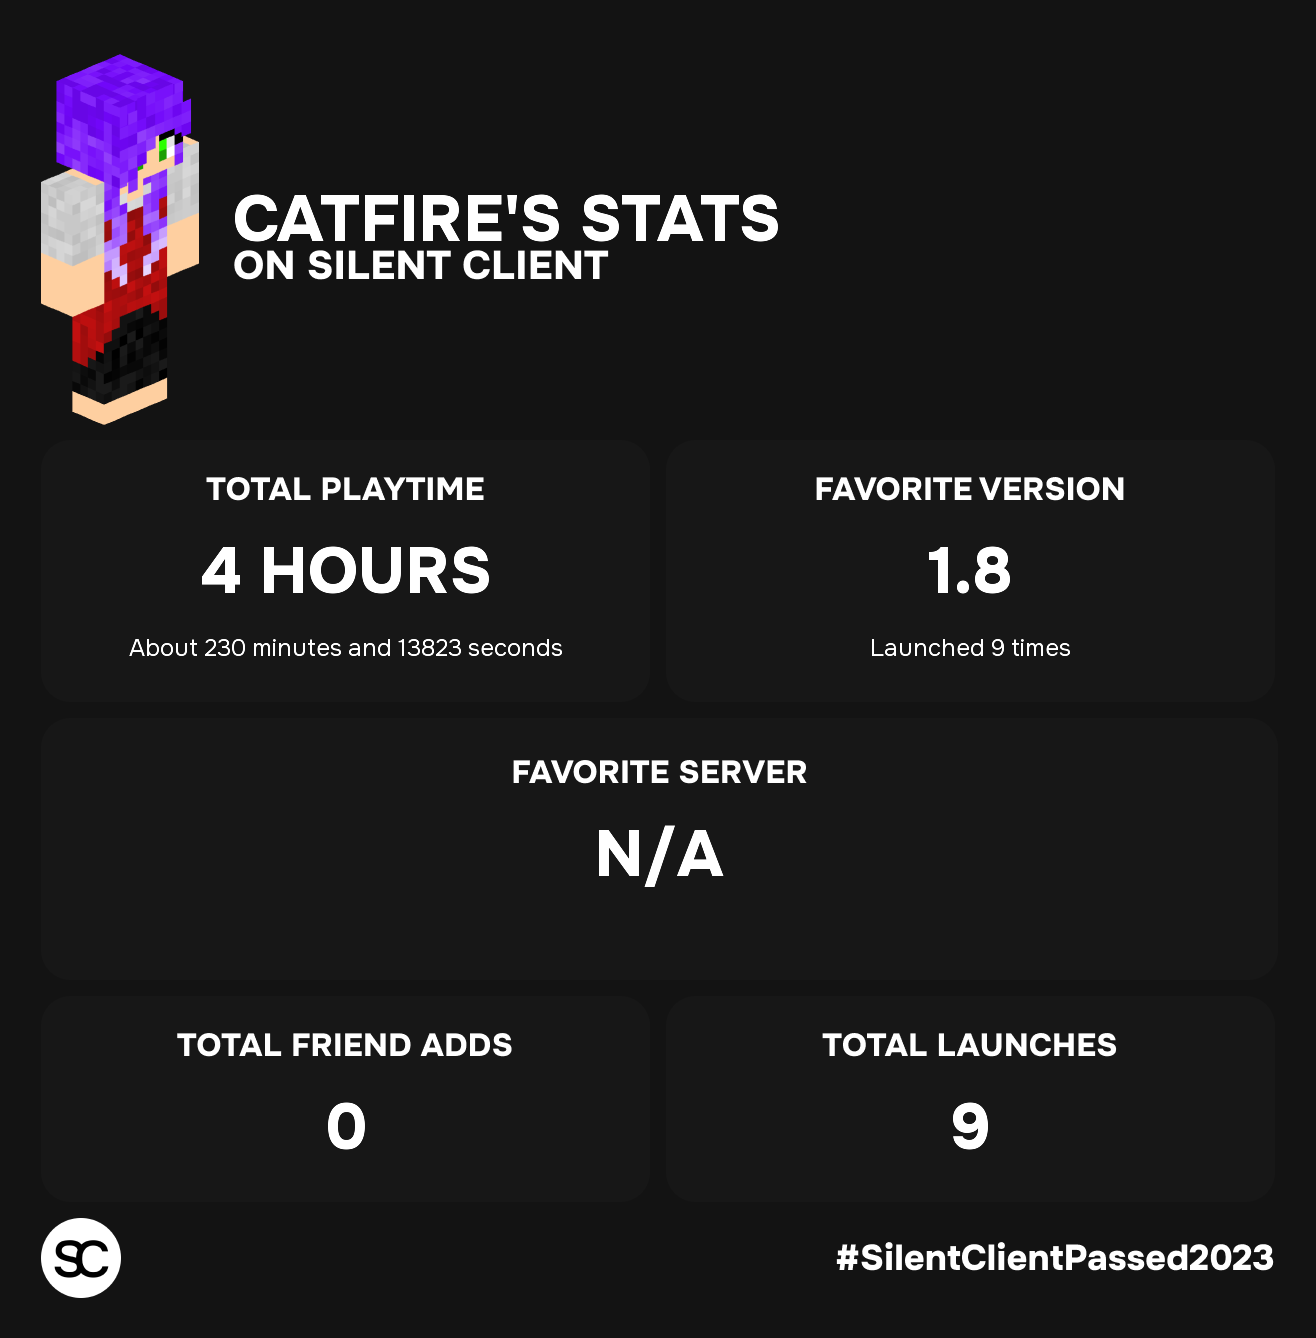 CATFIRE'S STATS
ON SILENT CLIENT
TOTAL PLAYTIME
4 HOURS
About 230 minutes and 13823 seconds
FAVORITE VERSION
1.8
Launched 9 times
FAVORITE SERVER
N/A
TOTAL FRIEND ADDS
0
TOTAL LAUNCHES
9
SC
#SilentClientPassed2023